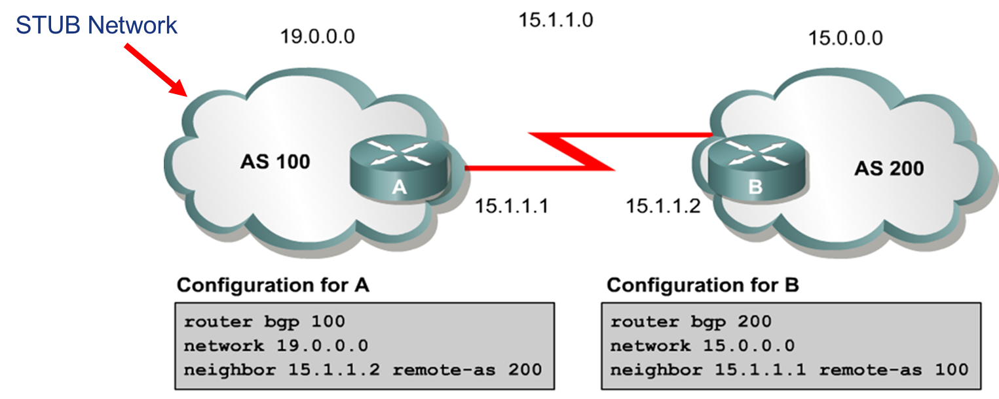 STUB Network
19.0.0.0
15.1.1.0
15.0.0.0
AS 100
A
B
AS 200
15.1.1.1
15.1.1.2
Configuration for A
router bgp 100
network 19.0.0.0
neighbor 15.1.1.2 remote-as 200
Configuration for B
router bgp 200
network 15.0.0.0
neighbor 15.1.1.1 remote-as 100